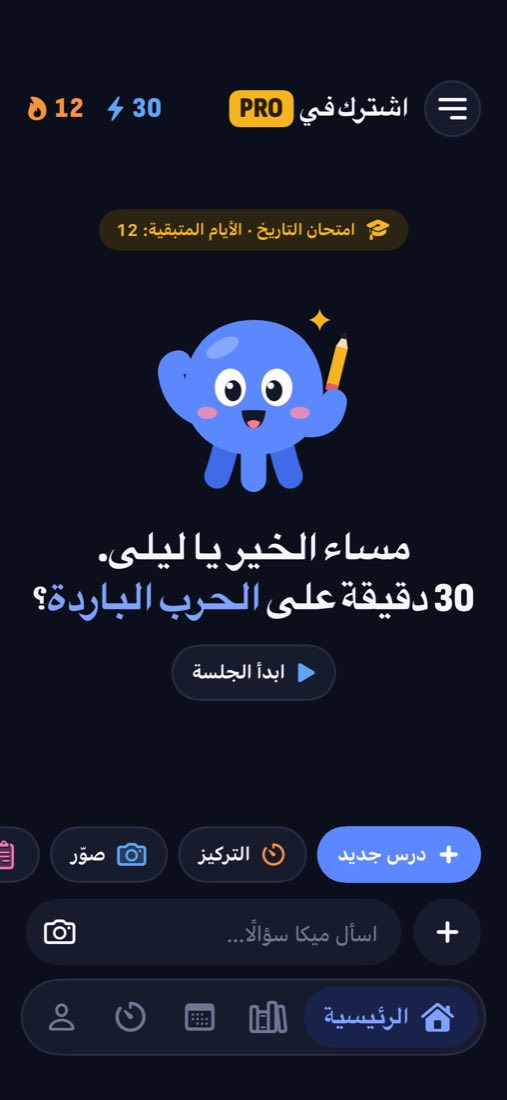 اشترك في PRO
30
12
امتحان التاريخ · الأيام المتبقية: 12
مساء الخير يا ليلى.
30 دقيقة على الحرب الباردة؟
ابدأ الجلسة
درس جديد
التركيز
صوّر
اسأل ميكا سؤالًا...
الرئيسية